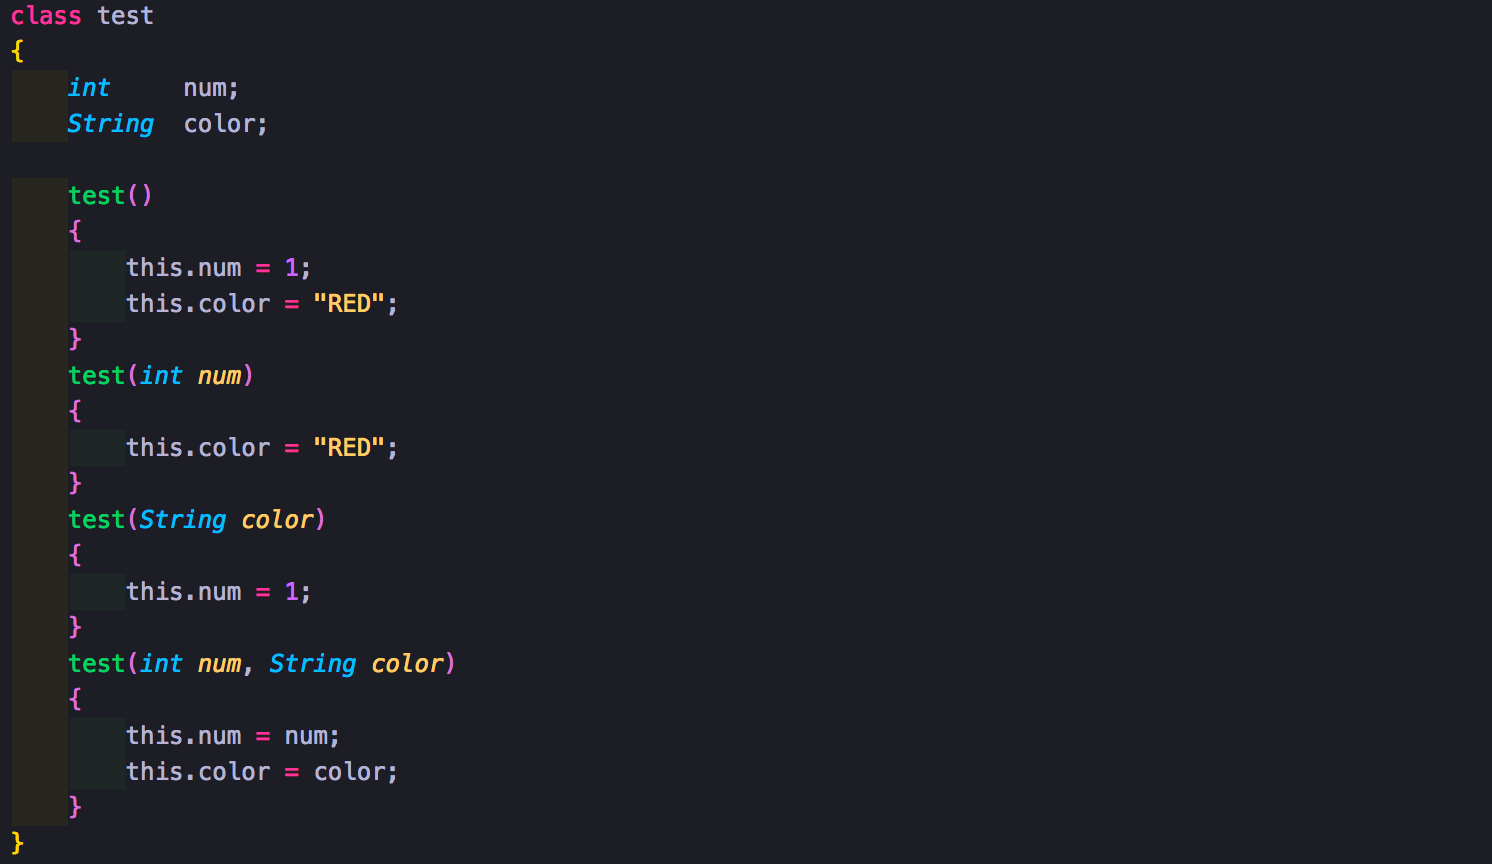 class test
{
    int     num;
    String  color;

    test()
    {
        this.num = 1;
        this.color = "RED";
    }
    test(int num)
    {
        this.color = "RED";
    }
    test(String color)
    {
        this.num = 1;
    }
    test(int num, String color)
    {
        this.num = num;
        this.color = color;
    }
}